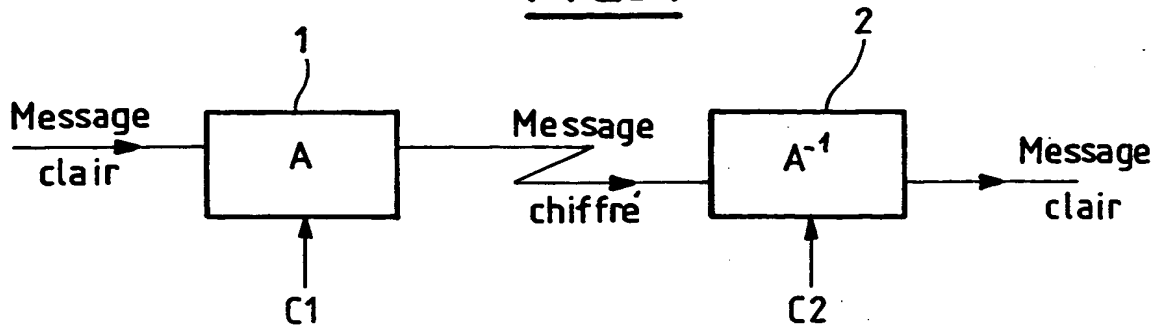 1
2
Message
clair
A
Message
chiffré
A⁻¹
Message
clair
C1
C2